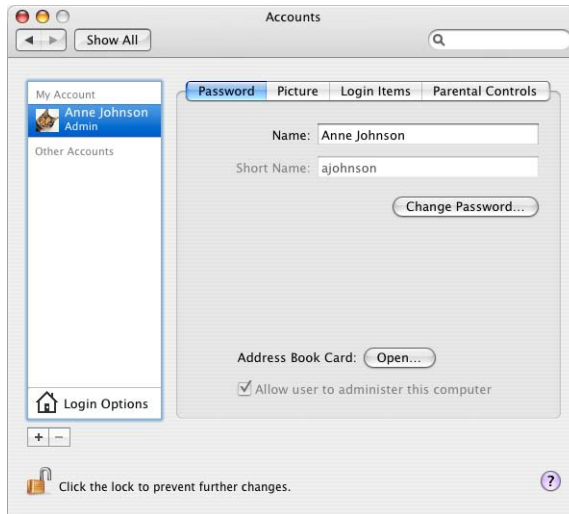 Accounts
Show All
My Account
Anne Johnson
Admin
Other Accounts
Login Options
+ −
Password Picture Login Items Parental Controls
Name: Anne Johnson
Short Name: ajohnson
Change Password...
Address Book Card: Open...
Allow user to administer this computer
Click the lock to prevent further changes.
?